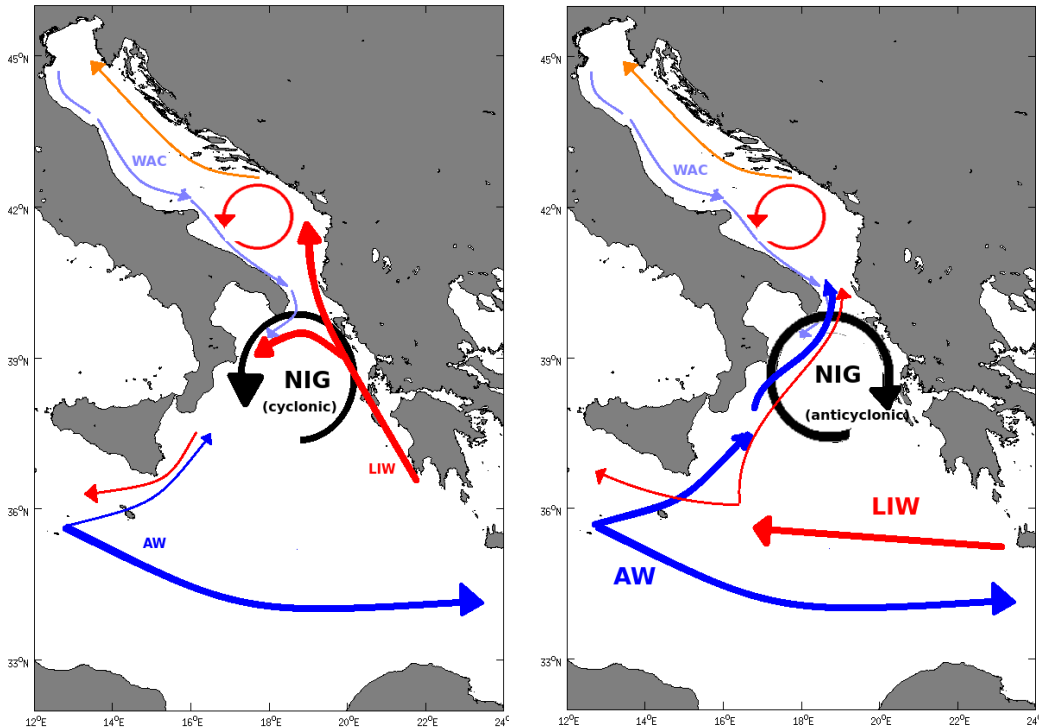 45°N
42°N
39°N
36°N
33°N
12°E
14°E
16°E
18°E
20°E
22°E
24°
WAC
NIG
(cyclonic)
LIW
AW
45°N
42°N
39°N
36°N
33°N
12°E
14°E
16°E
18°E
20°E
22°E
24°E
WAC
NIG
(anticyclonic)
LIW
AW